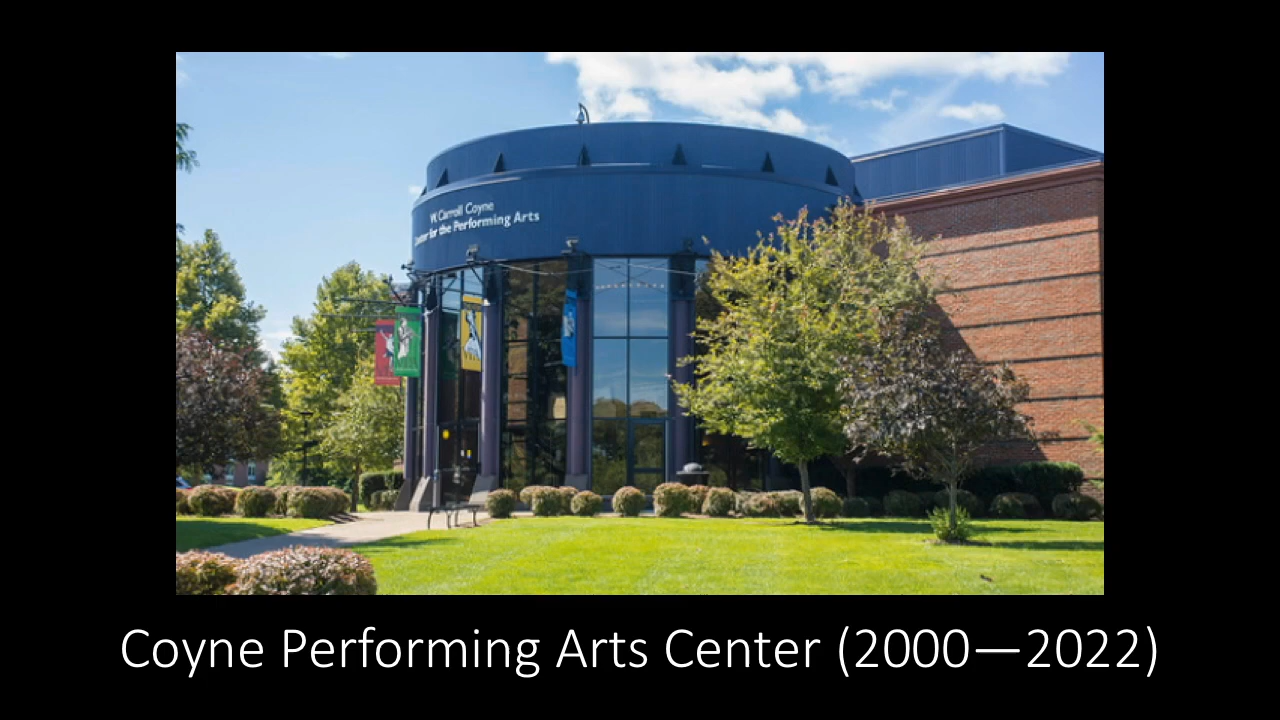 W. Carroll Coyne
Center for the Performing Arts
Coyne Performing Arts Center (2000—2022)